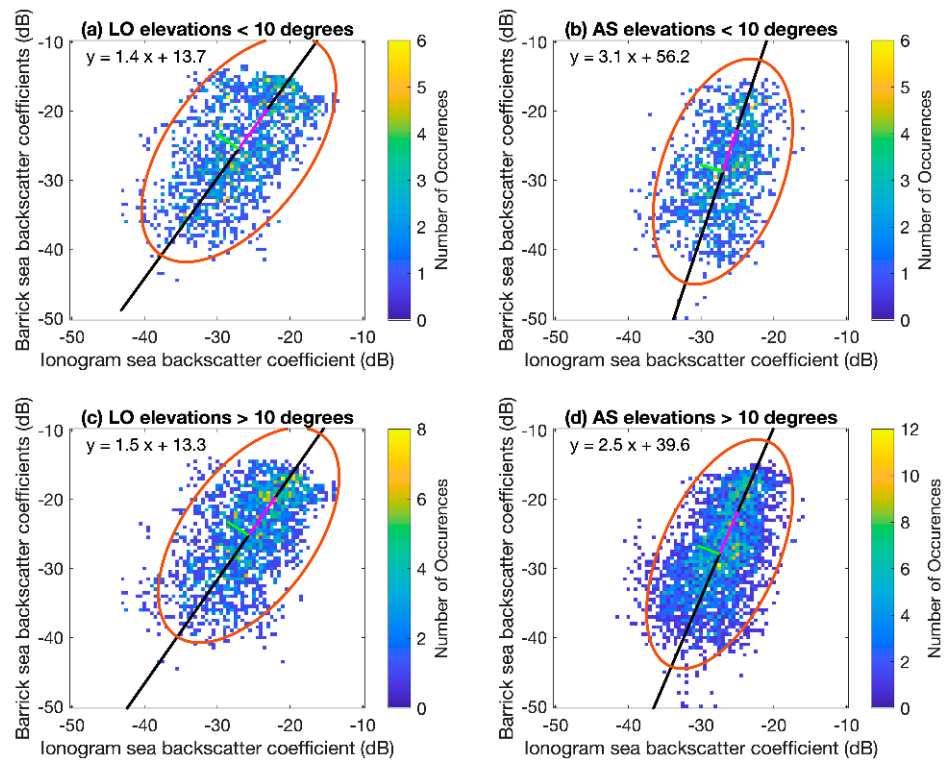 (a) LO elevations < 10 degrees
y = 1.4 x + 13.7
Barrick sea backscatter coefficients (dB)
-10
-20
-30
-40
-50
-50 -40 -30 -20 -10
Ionogram sea backscatter coefficient (dB)
6
5
4
3
2
1
0
Number of Occurences
(b) AS elevations < 10 degrees
y = 3.1 x + 56.2
Barrick sea backscatter coefficients (dB)
-10
-20
-30
-40
-50
-50 -40 -30 -20 -10
Ionogram sea backscatter coefficient (dB)
6
5
4
3
2
1
0
Number of Occurences
(c) LO elevations > 10 degrees
y = 1.5 x + 13.3
Barrick sea backscatter coefficients (dB)
-10
-20
-30
-40
-50
-50 -40 -30 -20 -10
Ionogram sea backscatter coefficient (dB)
8
6
4
2
0
Number of Occurences
(d) AS elevations > 10 degrees
y = 2.5 x + 39.6
Barrick sea backscatter coefficients (dB)
-10
-20
-30
-40
-50
-50 -40 -30 -20 -10
Ionogram sea backscatter coefficient (dB)
12
10
8
6
4
2
0
Number of Occurences